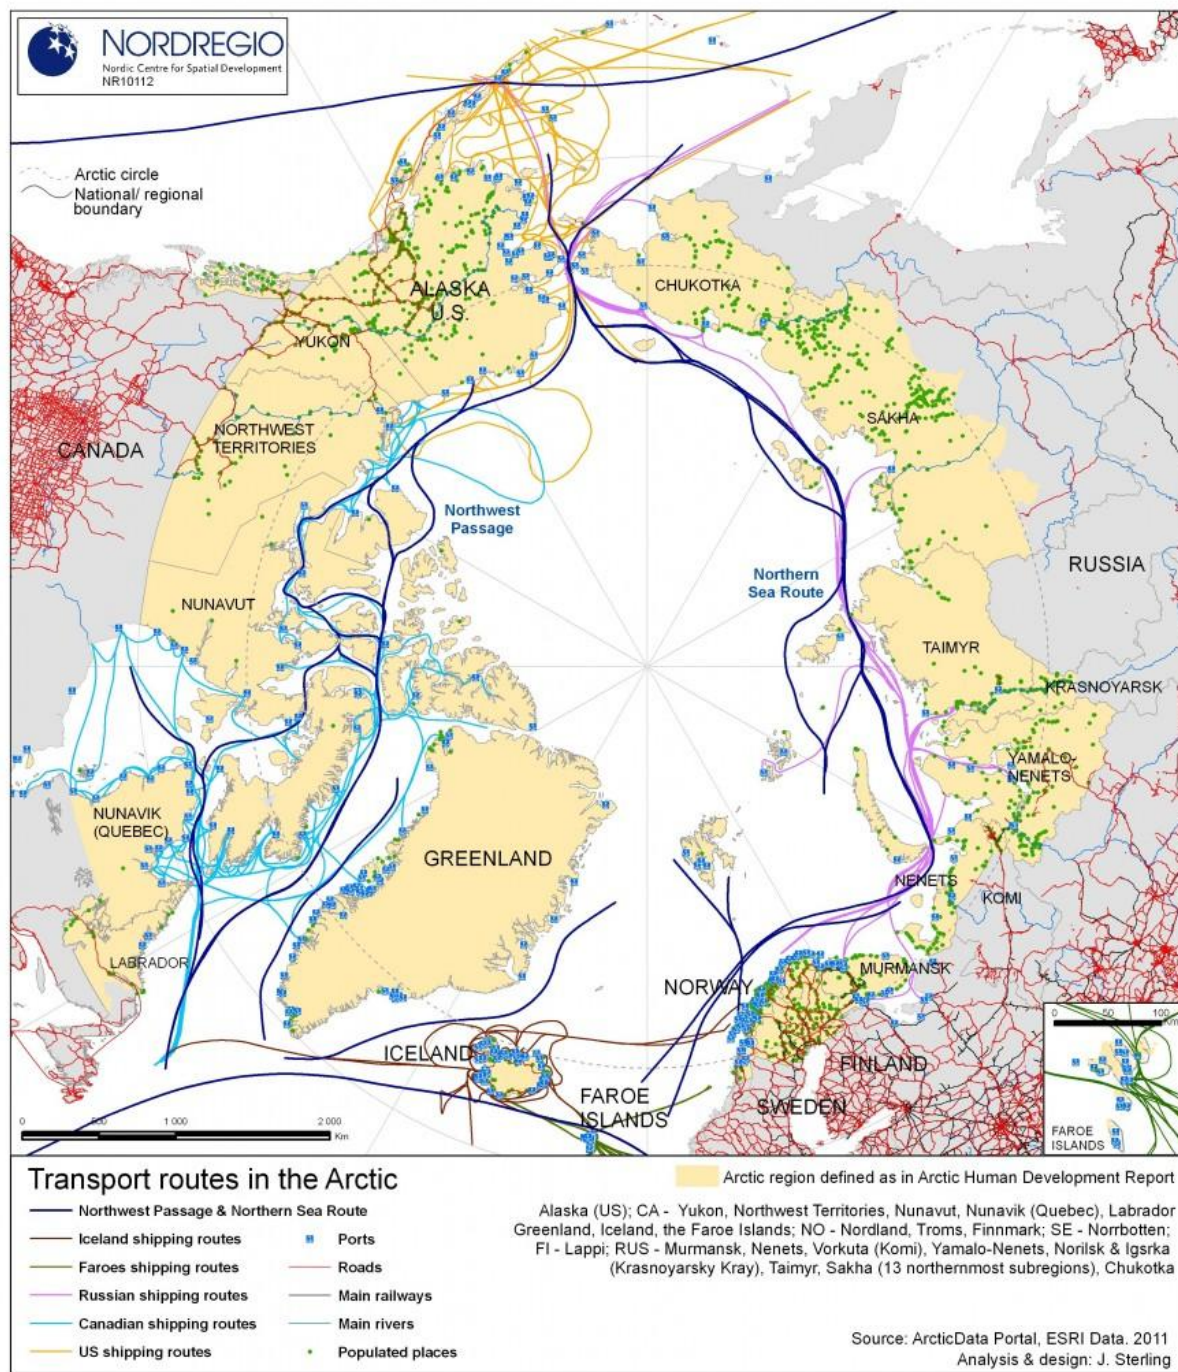 NORDREGIO
Nordic Centre for Spatial Development
NR10112
Arctic circle
National/ regional
boundary
ALASKA
U.S.
YUKON
CHUKOTKA
NORTHWEST
TERRITORIES
CANADA
SAKHA
Northwest
Passage
RUSSIA
Northern
Sea Route
NUNAVUT
TAIMYR
KRASNOYARSK
YAMALO-
NENETS
NUNAVIK
(QUEBEC)
GREENLAND
NENETS
KOMI
LABRADOR
MURMANSK
NORWAY
ICELAND
FINLAND
FAROE
ISLANDS
SWEDEN
0 50 100
Km
FAROE
ISLANDS
0 500 1 000 2 000
Km
Transport routes in the Arctic
Northwest Passage & Northern Sea Route
Iceland shipping routes
Faroes shipping routes
Russian shipping routes
Canadian shipping routes
US shipping routes
Ports
Roads
Main railways
Main rivers
Populated places
Arctic region defined as in Arctic Human Development Report
Alaska (US); CA - Yukon, Northwest Territories, Nunavut, Nunavik (Quebec), Labrador
Greenland, Iceland, the Faroe Islands; NO - Nordland, Troms, Finnmark; SE - Norrbotten;
FI - Lappi; RUS - Murmansk, Nenets, Vorkuta (Komi), Yamalo-Nenets, Norilsk & Igsrka
(Krasnoyarsky Kray), Taimyr, Sakha (13 northernmost subregions), Chukotka
Source: ArcticData Portal, ESRI Data. 2011
Analysis & design: J. Sterling